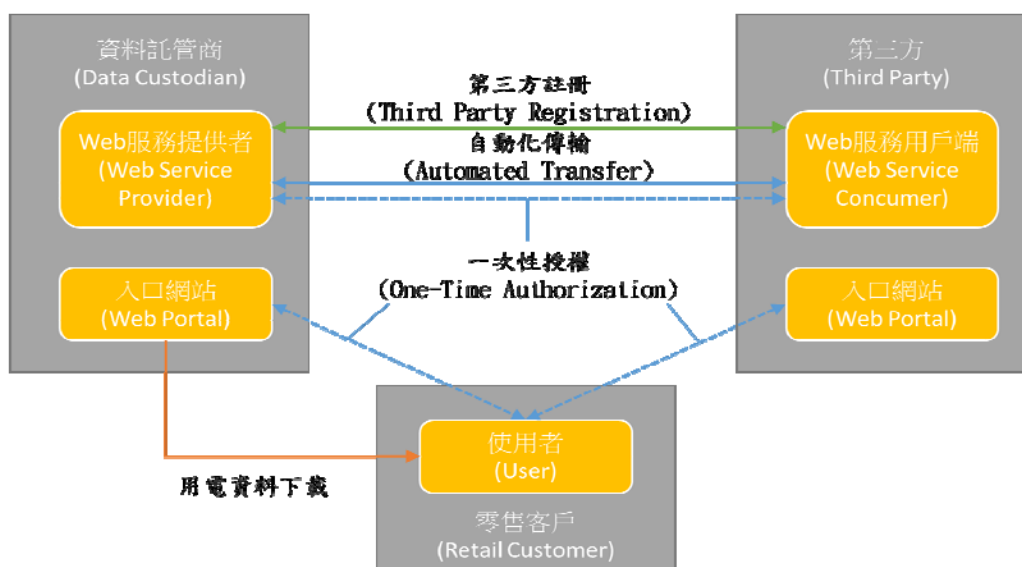 資料託管商
(Data Custodian)
Web服務提供者
(Web Service
Provider)
入口網站
(Web Portal)
第三方註冊
(Third Party Registration)
自動化傳輸
(Automated Transfer)
一次性授權
(One-Time Authorization)
第三方
(Third Party)
Web服務用戶端
(Web Service
Concumer)
入口網站
(Web Portal)
用電資料下載
使用者
(User)
零售客戶
(Retail Customer)